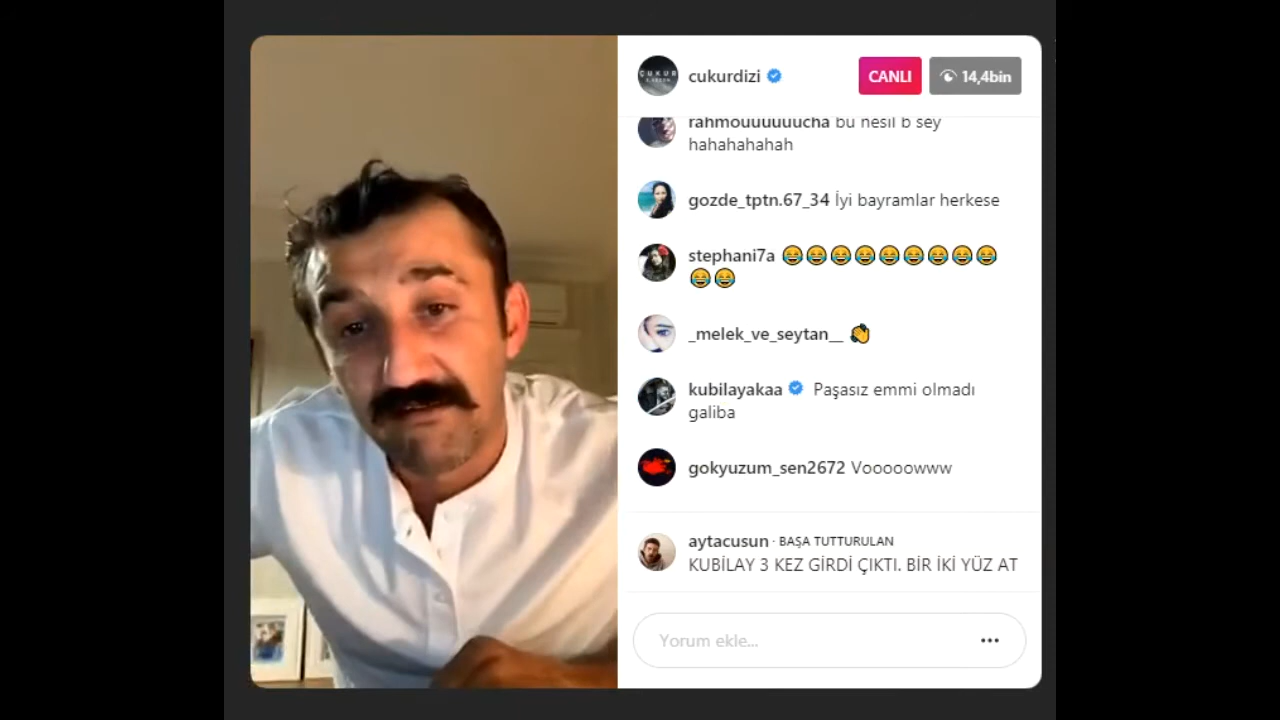 cukurdizi
CANLI
14,4bin
rahmouuuuuucha bu nesil b sey
hahahahahah
gozde_tptn.67_34 İyi bayramlar herkese
stephani7a 😂😂😂😂😂😂😂😂😂
😂😂
_melek_ve_seytan__ 👏
kubilayakaa Paşasız emmi olmadı
galiba
gokyuzum_sen2672 Vooooowww
aytacusun · BAŞA TUTTURULAN
KUBİLAY 3 KEZ GİRDİ ÇIKTI. BİR İKİ YÜZ AT
Yorum ekle...